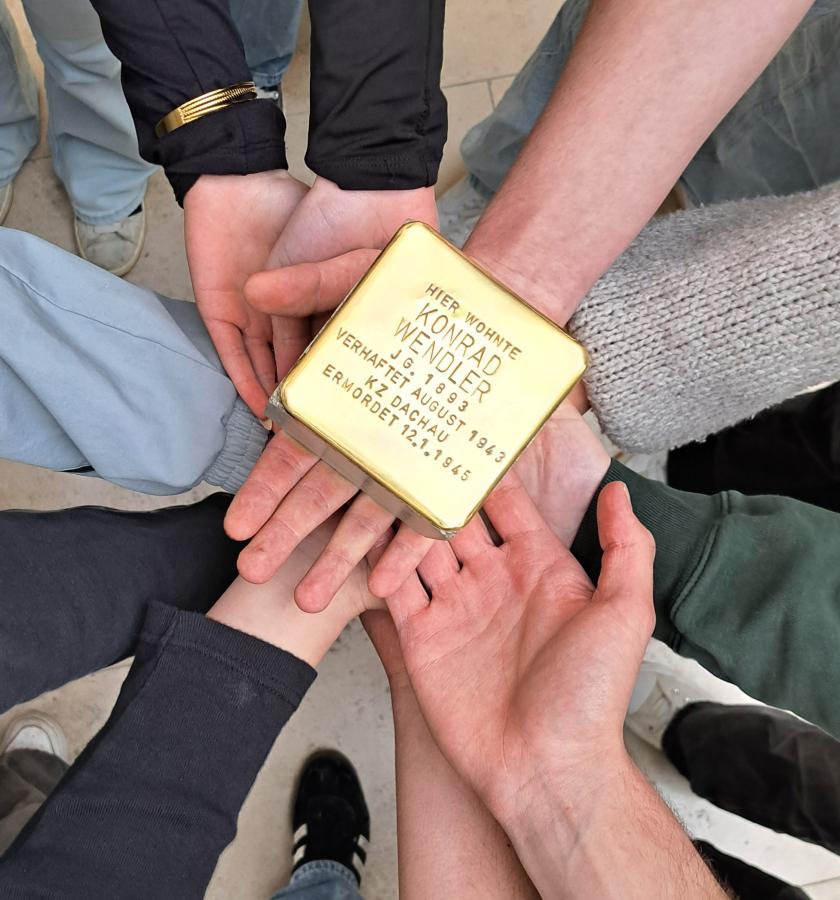 HIER WOHNTE
KONRAD
WENDLER
JG. 1893
VERHAFTET AUGUST 1943
KZ DACHAU
ERMORDET 12.1.1945